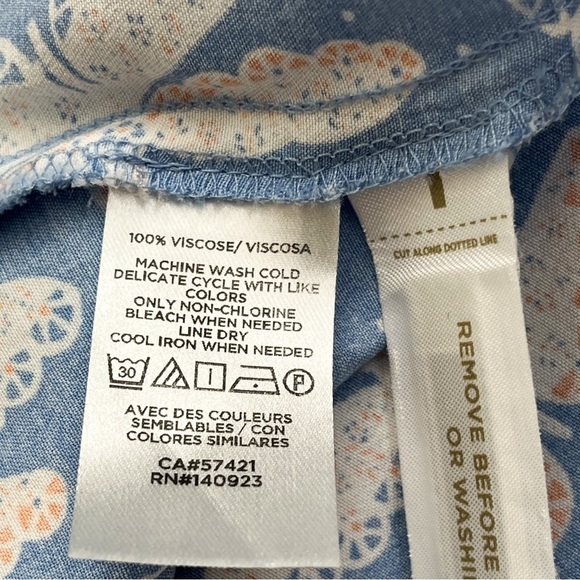 100% VISCOSE/ VISCOSA
MACHINE WASH COLD
DELICATE CYCLE WITH LIKE
COLORS
ONLY NON-CHLORINE
BLEACH WHEN NEEDED
LINE DRY
COOL IRON WHEN NEEDED
30 P
AVEC DES COULEURS
SEMBLABLES / CON
COLORES SIMILARES
CA#57421
RN#140923
CUT ALONG DOTTED LINE
REMOVE BEFORE
OR WASHIN